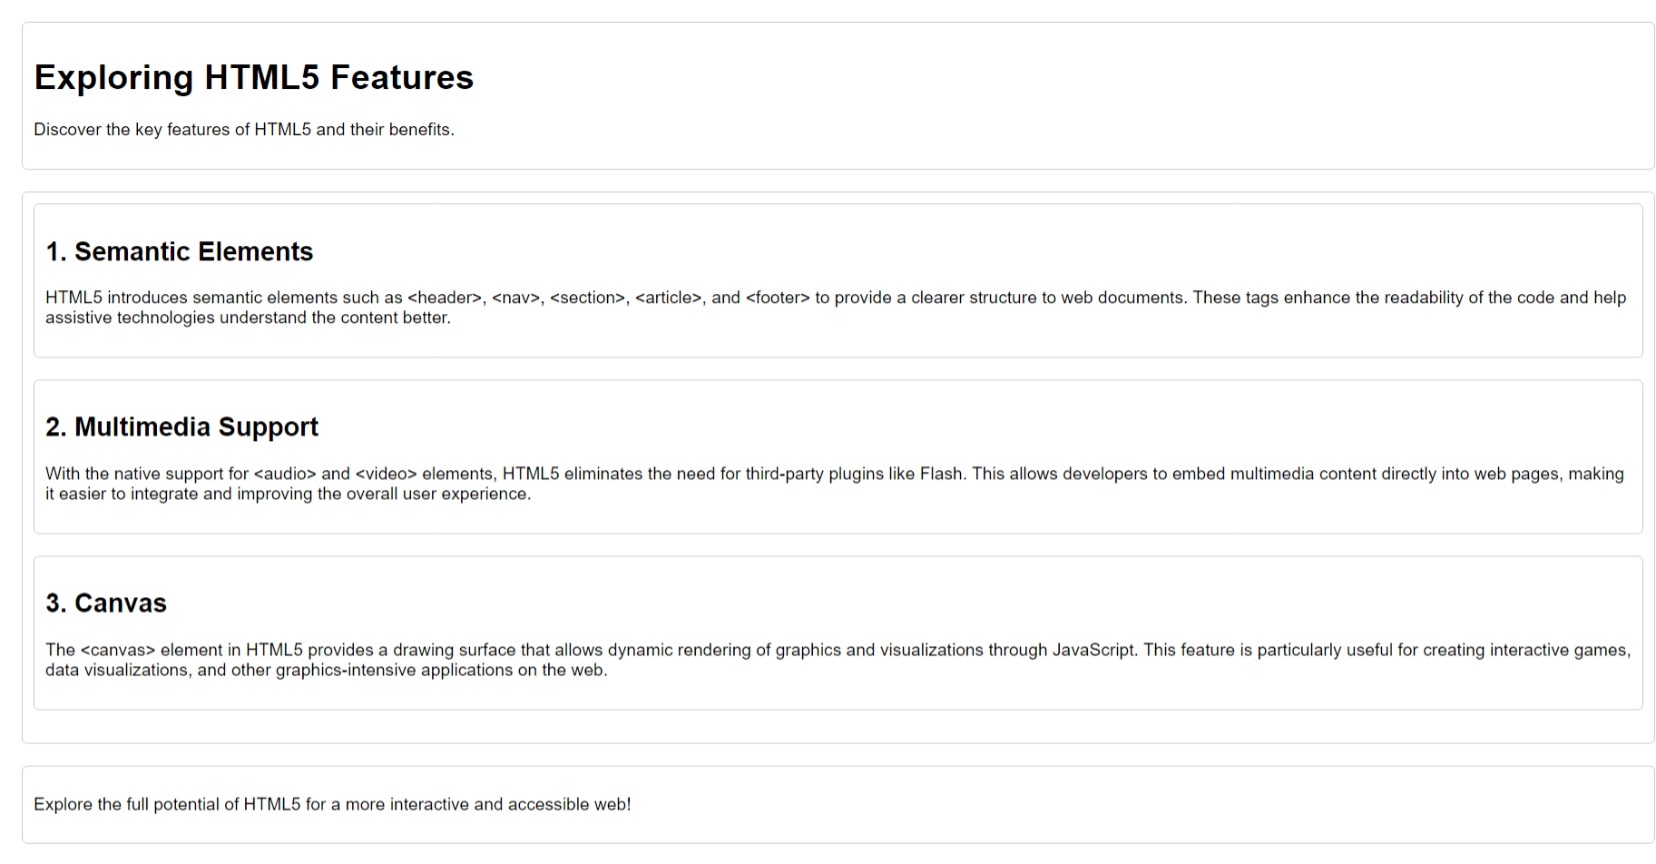 Exploring HTML5 Features
Discover the key features of HTML5 and their benefits.
1. Semantic Elements
HTML5 introduces semantic elements such as <header>, <nav>, <section>, <article>, and <footer> to provide a clearer structure to web documents. These tags enhance the readability of the code and help
assistive technologies understand the content better.
2. Multimedia Support
With the native support for <audio> and <video> elements, HTML5 eliminates the need for third-party plugins like Flash. This allows developers to embed multimedia content directly into web pages, making
it easier to integrate and improving the overall user experience.
3. Canvas
The <canvas> element in HTML5 provides a drawing surface that allows dynamic rendering of graphics and visualizations through JavaScript. This feature is particularly useful for creating interactive games,
data visualizations, and other graphics-intensive applications on the web.
Explore the full potential of HTML5 for a more interactive and accessible web!